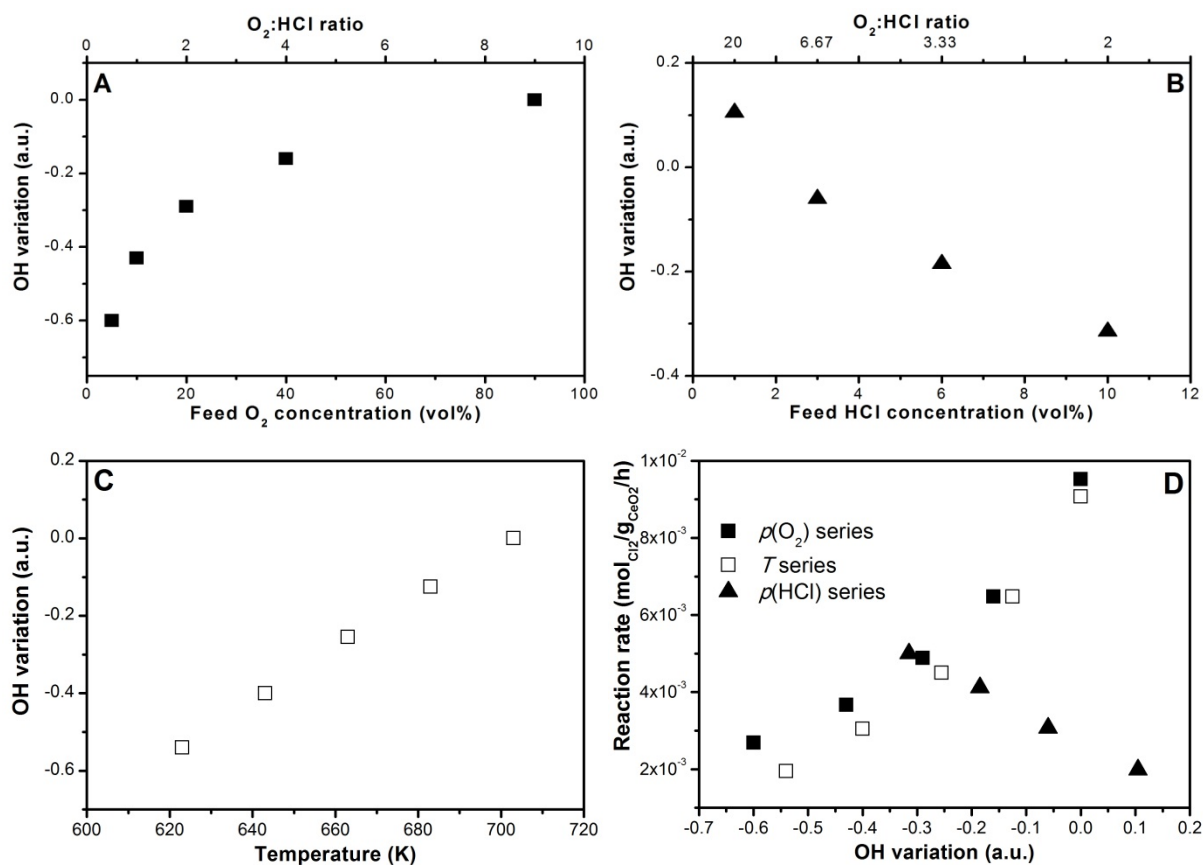 O₂:HCl ratio
0 2 4 6 8 10
A
0.0
-0.2
-0.4
-0.6
OH variation (a.u.)
0 20 40 60 80 100
Feed O₂ concentration (vol%)
O₂:HCl ratio
20 6.67 3.33 2
B
0.2
0.0
-0.2
-0.4
OH variation (a.u.)
0 2 4 6 8 10 12
Feed HCl concentration (vol%)
C
0.2
0.0
-0.2
-0.4
-0.6
OH variation (a.u.)
600 620 640 660 680 700 720
Temperature (K)
D
1x10⁻²
8x10⁻³
6x10⁻³
4x10⁻³
2x10⁻³
Reaction rate (mol_Cl2/g_CeO2/h)
p(O₂) series
T series
p(HCl) series
-0.7 -0.6 -0.5 -0.4 -0.3 -0.2 -0.1 0.0 0.1 0.2
OH variation (a.u.)